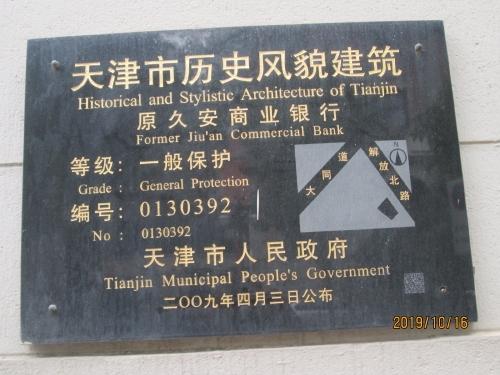 天津市历史风貌建筑
Historical and Stylistic Architecture of Tianjin
原久安商业银行
Former Jiu'an Commercial Bank
等级: 一般保护
Grade : General Protection
编号: 0130392
No : 0130392
大同道
解放北路
N
天津市人民政府
Tianjin Municipal People's Government
二〇〇九年四月三日公布
2019/10/16